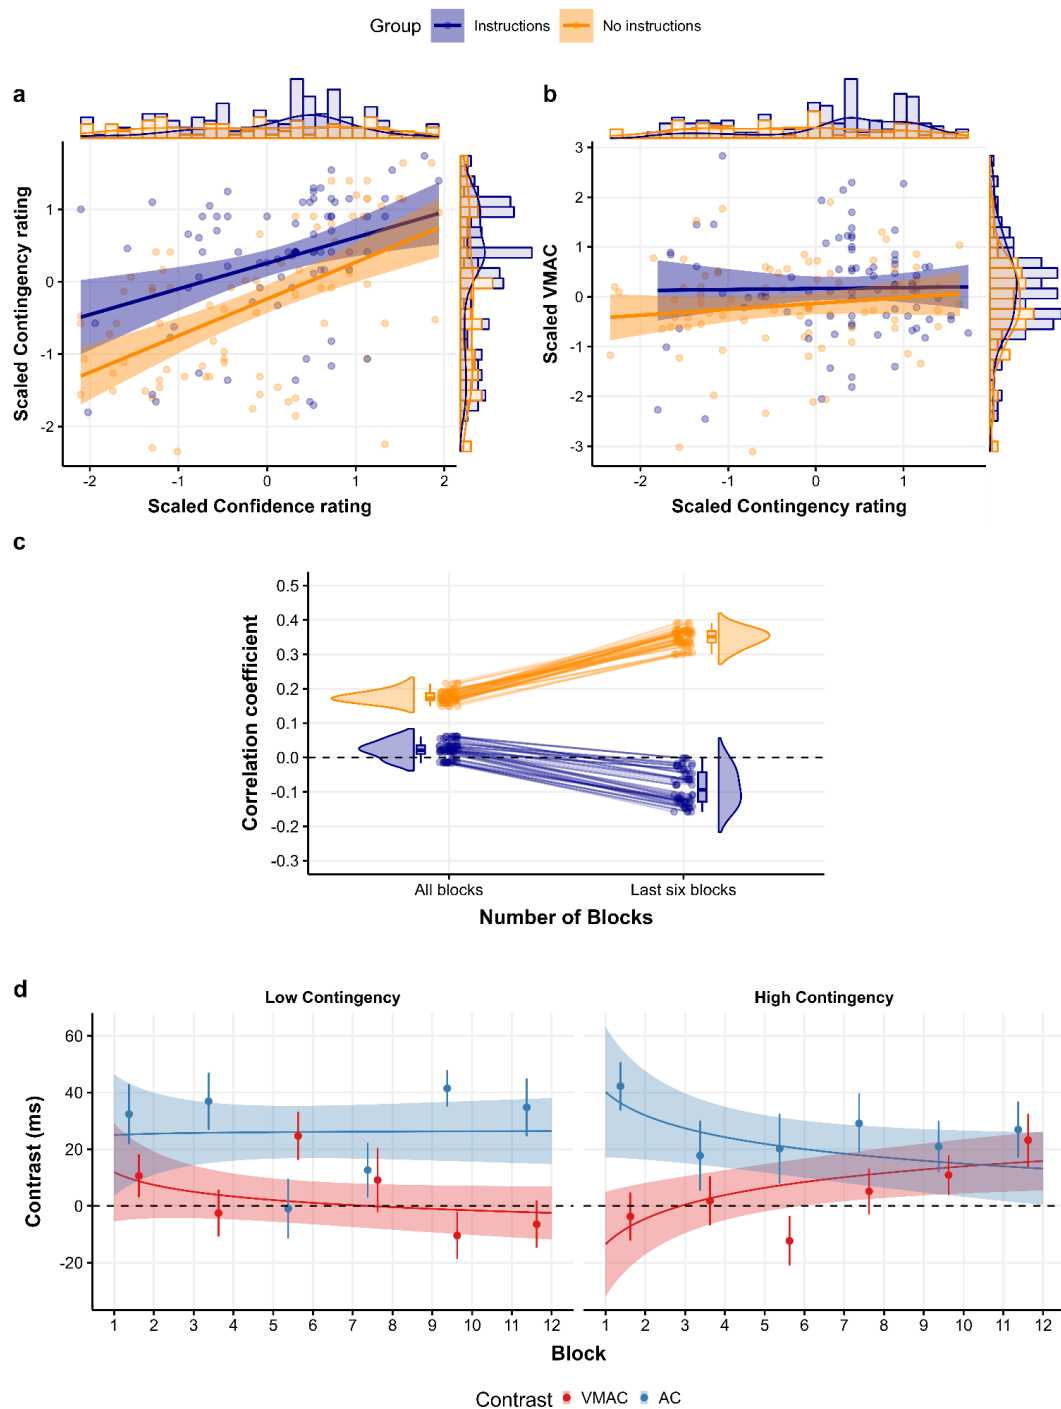 Group Instructions No instructions
a
b
Scaled Contingency rating
1
0
-1
-2
-2 -1 0 1 2
Scaled Confidence rating
Scaled VMAC
3
2
1
0
-1
-2
-3
-2 -1 0 1
Scaled Contingency rating
c
Correlation coefficient
0.5
0.4
0.3
0.2
0.1
0.0
-0.1
-0.2
-0.3
All blocks Last six blocks
Number of Blocks
d
Low Contingency High Contingency
Contrast (ms)
60
40
20
0
-20
1 2 3 4 5 6 7 8 9 10 11 12 1 2 3 4 5 6 7 8 9 10 11 12
Block
Contrast VMAC AC